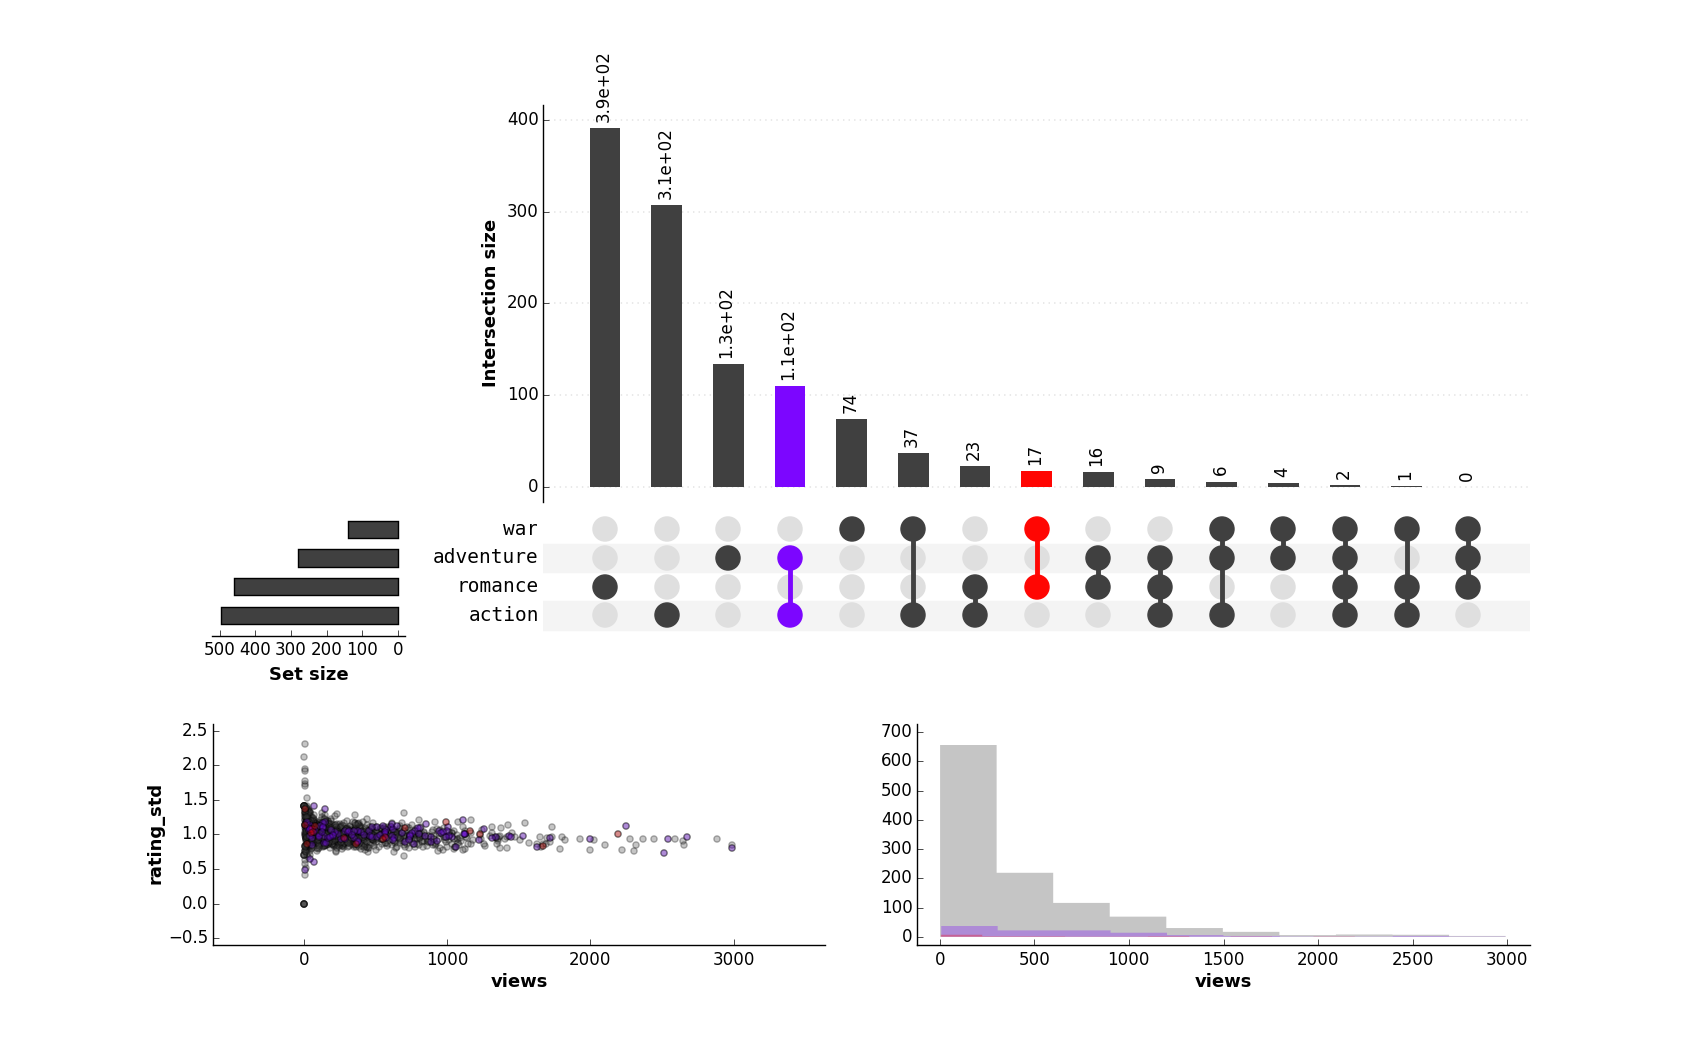 3.9e+02
3.1e+02
1.3e+02
1.1e+02
74
37
23
17
16
9
6
4
2
1
0
400
300
200
100
0
Intersection size
war
adventure
romance
action
500 400 300 200 100 0
Set size
2.5
2.0
1.5
1.0
0.5
0.0
−0.5
rating_std
0 1000 2000 3000
views
700
600
500
400
300
200
100
0
0 500 1000 1500 2000 2500 3000
views